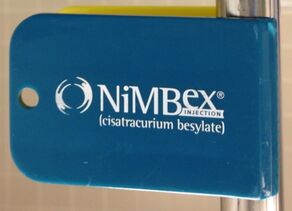 NiMBex®
INJECTION
(cisatracurium besylate)